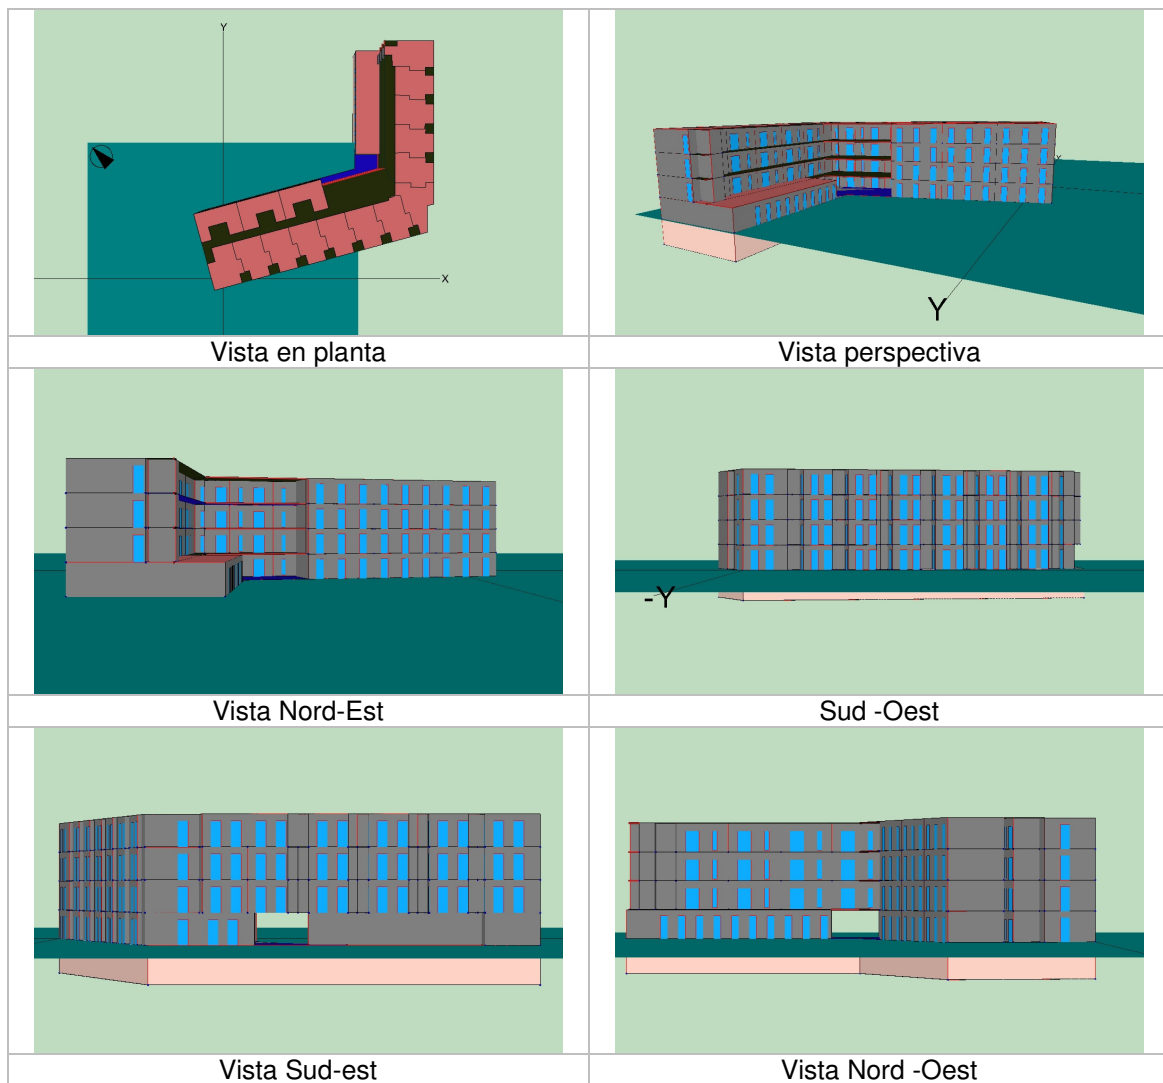 Y
X
Vista en planta
Y
Y
Vista perspectiva
Vista Nord-Est
-Y
Sud -Oest
Vista Sud-est
Vista Nord -Oest